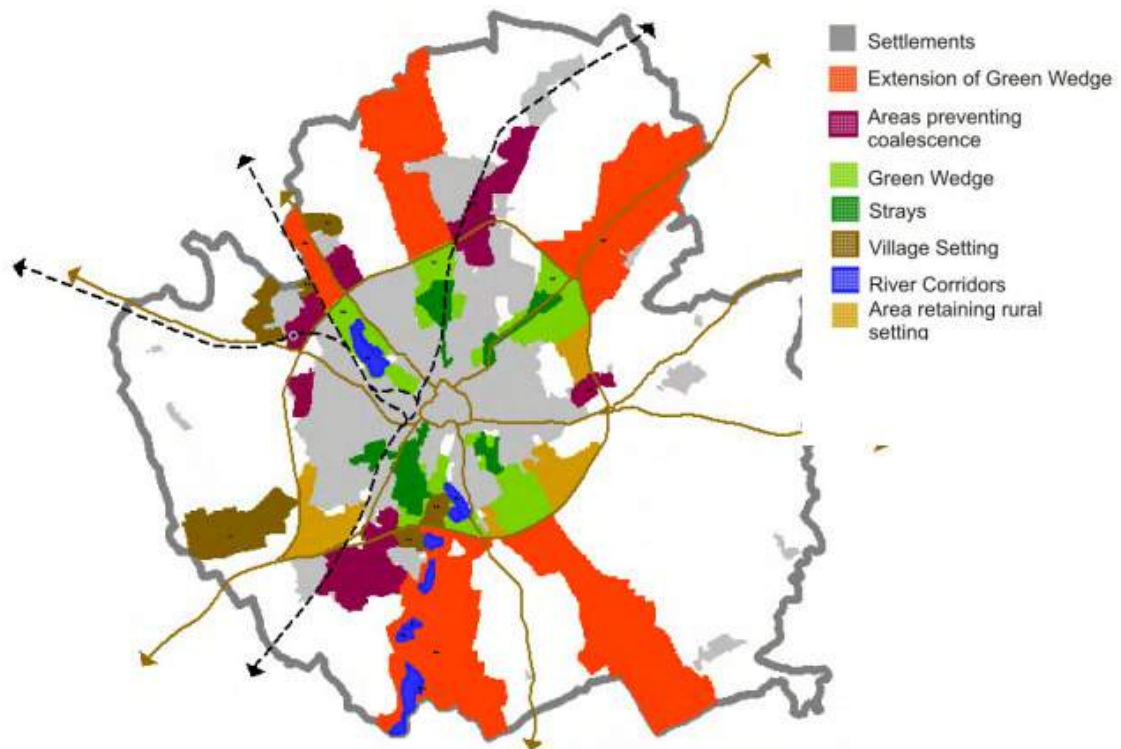 Settlements
Extension of Green Wedge
Areas preventing
coalescence
Green Wedge
Strays
Village Setting
River Corridors
Area retaining rural
setting